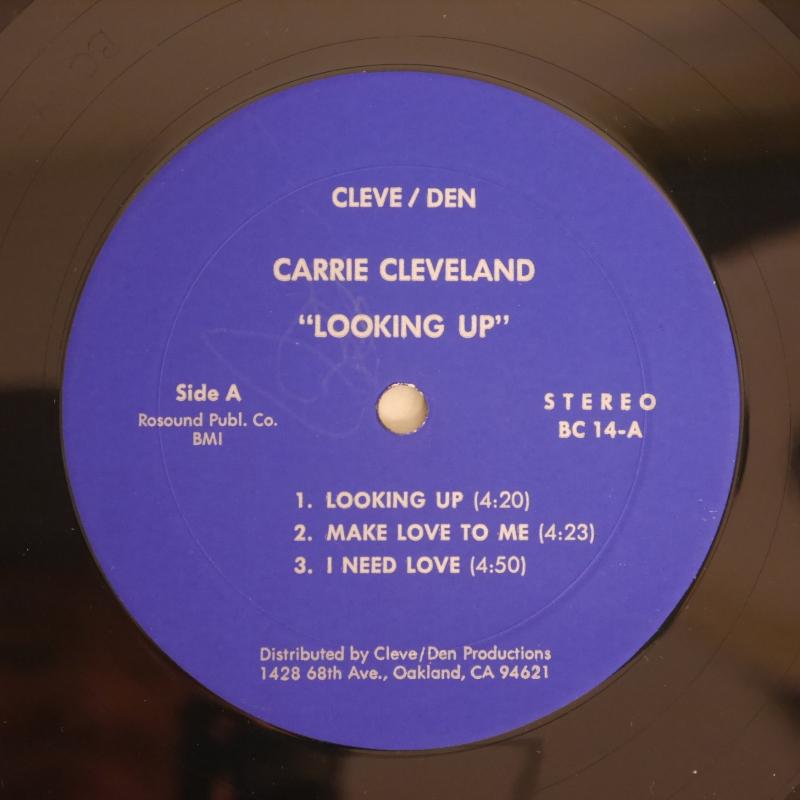 CLEVE / DEN
CARRIE CLEVELAND
“LOOKING UP”
Side A
Rosound Publ. Co.
BMI
STEREO
BC 14-A
1. LOOKING UP (4:20)
2. MAKE LOVE TO ME (4:23)
3. I NEED LOVE (4:50)
Distributed by Cleve/Den Productions
1428 68th Ave., Oakland, CA 94621